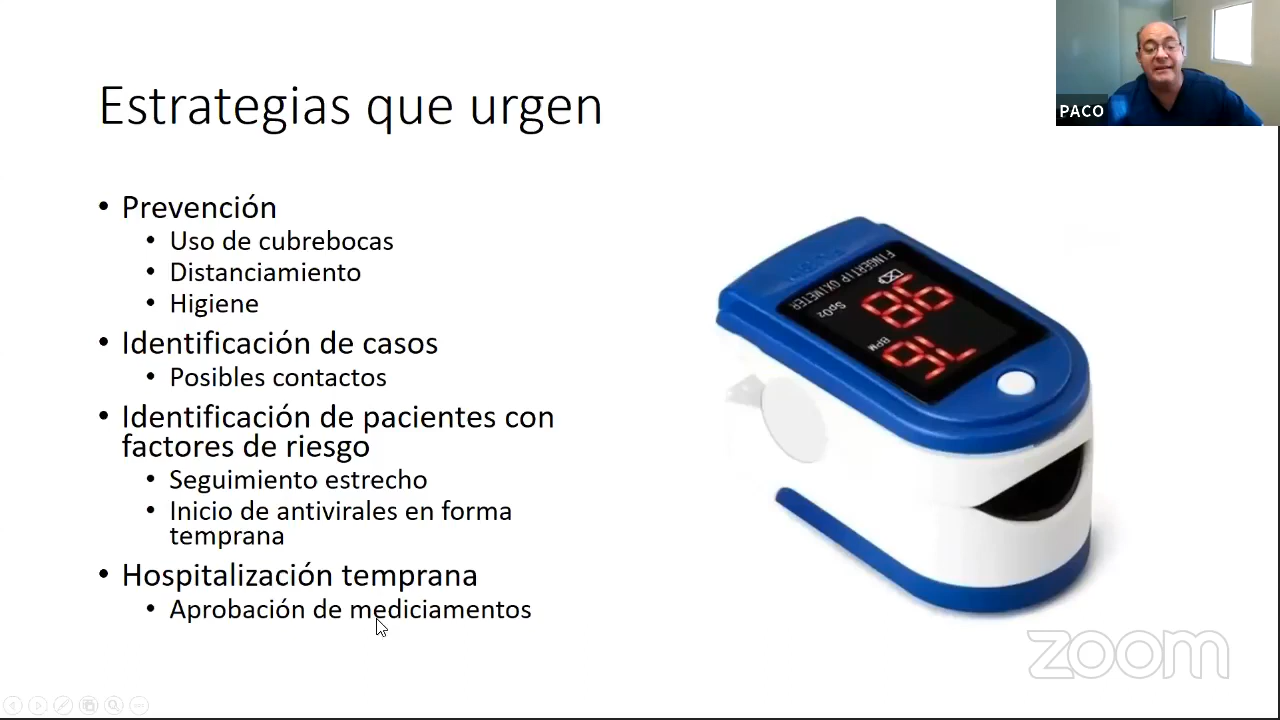 PACO
Estrategias que urgen
• Prevención
• Uso de cubrebocas
• Distanciamiento
• Higiene
• Identificación de casos
• Posibles contactos
• Identificación de pacientes con
factores de riesgo
• Seguimiento estrecho
• Inicio de antivirales en forma
temprana
• Hospitalización temprana
• Aprobación de mediciamentos
FINGERTIP OXIMETER
SpO₂
98
BPM
76
zoom